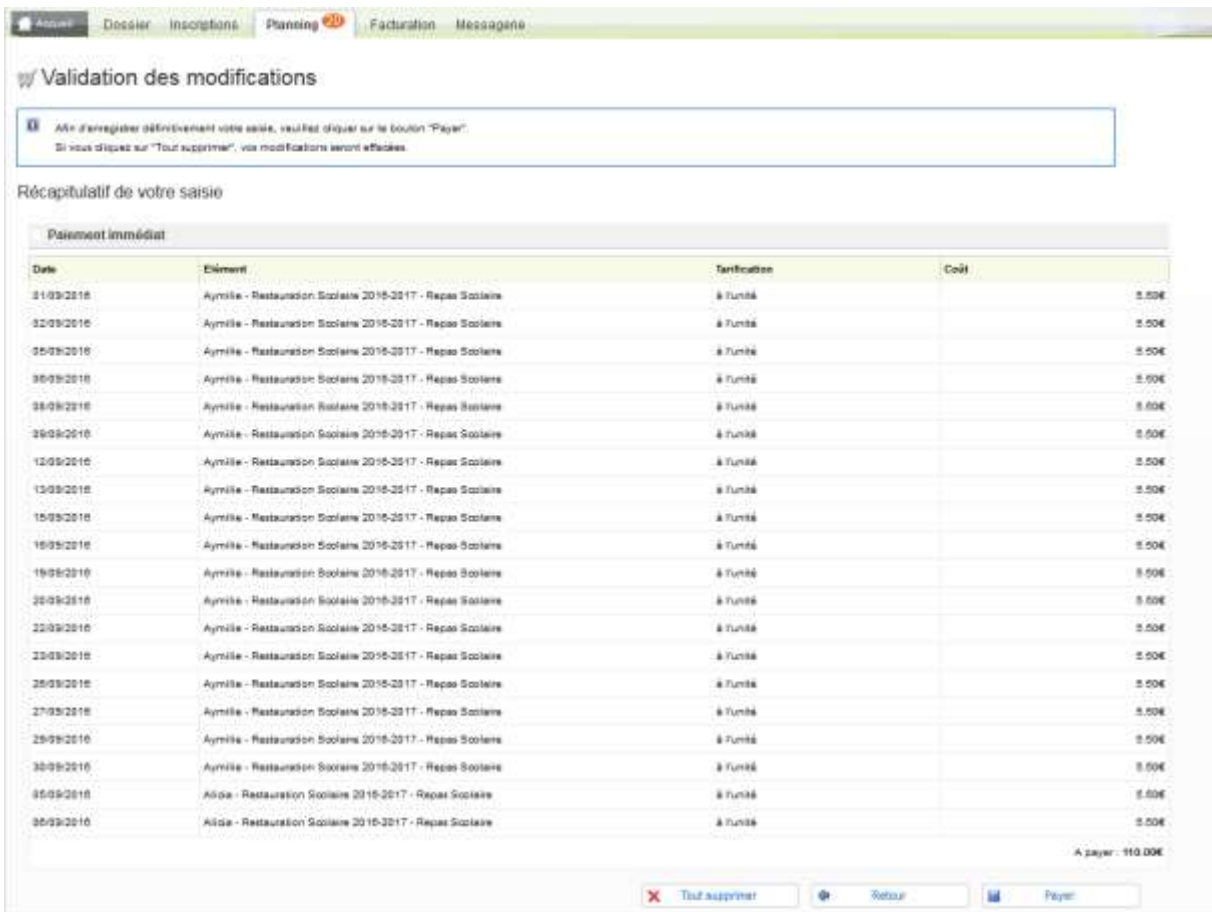 Accueil Dossier Inscriptions Planning 20 Facturation Messagerie
Validation des modifications
Afin d'enregistrer définitivement votre saisie, veuillez cliquer sur le bouton "Payer".
Si vous cliquez sur "Tout supprimer", vos modifications seront effacées.
Récapitulatif de votre saisie
Paiement immédiat
Date Elément Tarification Coût
01/09/2016 Aymilie - Restauration Scolaire 2016-2017 - Repas Scolaire à l'unité 5.50€
02/09/2016 Aymilie - Restauration Scolaire 2016-2017 - Repas Scolaire à l'unité 5.50€
05/09/2016 Aymilie - Restauration Scolaire 2016-2017 - Repas Scolaire à l'unité 5.50€
06/09/2016 Aymilie - Restauration Scolaire 2016-2017 - Repas Scolaire à l'unité 5.50€
08/09/2016 Aymilie - Restauration Scolaire 2016-2017 - Repas Scolaire à l'unité 5.50€
09/09/2016 Aymilie - Restauration Scolaire 2016-2017 - Repas Scolaire à l'unité 5.50€
12/09/2016 Aymilie - Restauration Scolaire 2016-2017 - Repas Scolaire à l'unité 5.50€
13/09/2016 Aymilie - Restauration Scolaire 2016-2017 - Repas Scolaire à l'unité 5.50€
15/09/2016 Aymilie - Restauration Scolaire 2016-2017 - Repas Scolaire à l'unité 5.50€
16/09/2016 Aymilie - Restauration Scolaire 2016-2017 - Repas Scolaire à l'unité 5.50€
19/09/2016 Aymilie - Restauration Scolaire 2016-2017 - Repas Scolaire à l'unité 5.50€
20/09/2016 Aymilie - Restauration Scolaire 2016-2017 - Repas Scolaire à l'unité 5.50€
22/09/2016 Aymilie - Restauration Scolaire 2016-2017 - Repas Scolaire à l'unité 5.50€
23/09/2016 Aymilie - Restauration Scolaire 2016-2017 - Repas Scolaire à l'unité 5.50€
26/09/2016 Aymilie - Restauration Scolaire 2016-2017 - Repas Scolaire à l'unité 5.50€
27/09/2016 Aymilie - Restauration Scolaire 2016-2017 - Repas Scolaire à l'unité 5.50€
29/09/2016 Aymilie - Restauration Scolaire 2016-2017 - Repas Scolaire à l'unité 5.50€
30/09/2016 Aymilie - Restauration Scolaire 2016-2017 - Repas Scolaire à l'unité 5.50€
05/09/2016 Alicia - Restauration Scolaire 2016-2017 - Repas Scolaire à l'unité 5.50€
06/09/2016 Alicia - Restauration Scolaire 2016-2017 - Repas Scolaire à l'unité 5.50€
A payer : 110.00€
Tout supprimer Retour Payer